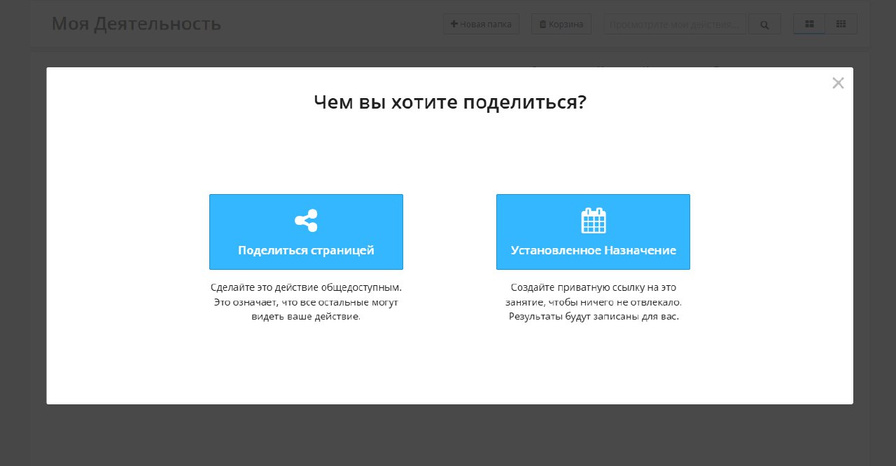 Моя Деятельность
Новая папка
Корзина
Чем вы хотите поделиться?
Поделиться страницей
Установленное Назначение
Сделайте это действие общедоступным.
Это означает, что все остальные могут
видеть ваше действие.
Создайте приватную ссылку на это
занятие, чтобы ничего не отвлекало.
Результаты будут записаны для вас.